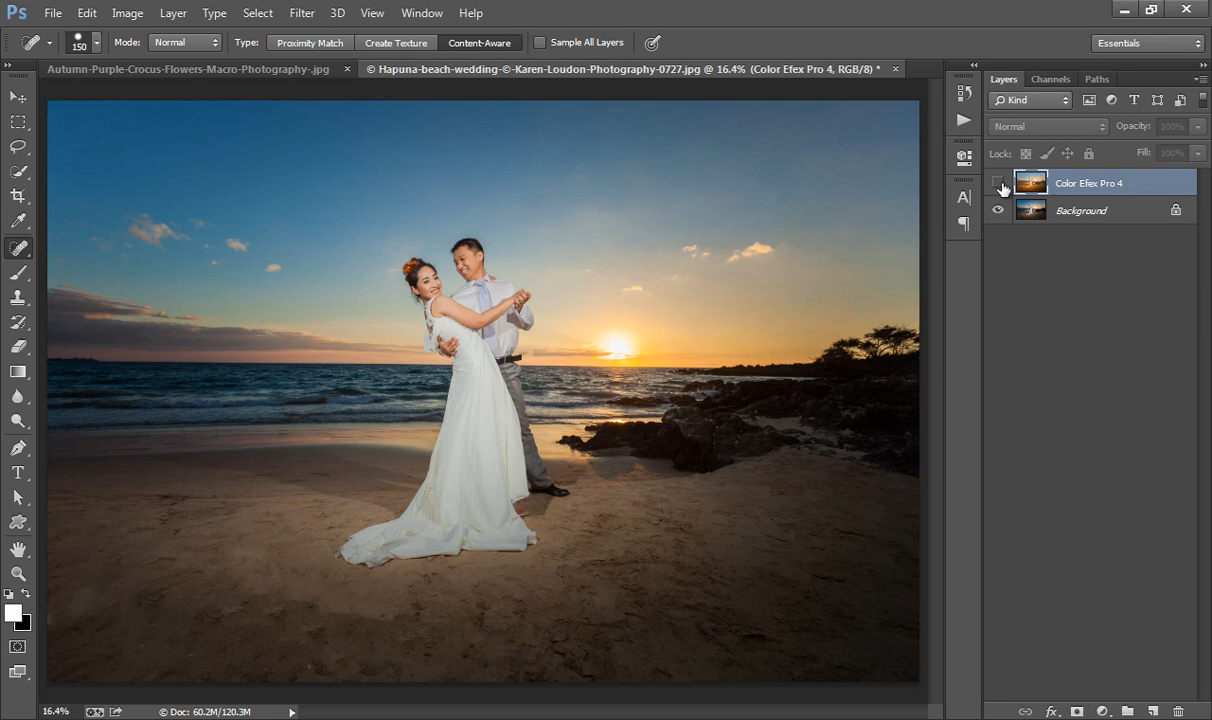 Ps File Edit Image Layer Type Select Filter 3D View Window Help
150 Mode: Normal Type: Proximity Match Create Texture Content-Aware Sample All Layers Essentials
Autumn-Purple-Crocus-Flowers-Macro-Photography-.jpg × © Hapuna-beach-wedding-©-Karen-Loudon-Photography-0727.jpg @ 16.4% (Color Efex Pro 4, RGB/8) * ×
Layers Channels Paths
Kind
Normal Opacity: 100%
Lock: Fill: 100%
Color Efex Pro 4
Background
16.4% © Doc: 60.2M/120.3M